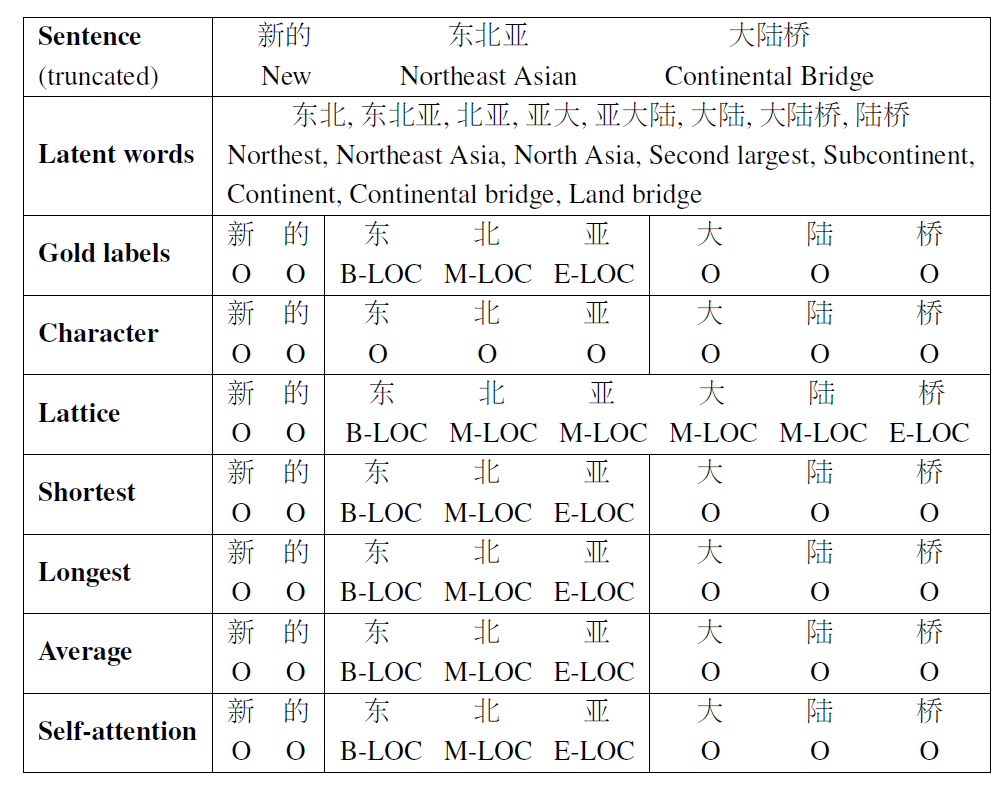 Sentence 新的 东北亚 大陆桥
(truncated) New Northeast Asian Continental Bridge
东北, 东北亚, 北亚, 亚大, 亚大陆, 大陆, 大陆桥, 陆桥
Latent words Northest, Northeast Asia, North Asia, Second largest, Subcontinent,
Continent, Continental bridge, Land bridge
Gold labels 新 的 东 北 亚 大 陆 桥
O O B-LOC M-LOC E-LOC O O O
Character 新 的 东 北 亚 大 陆 桥
O O O O O O O O
Lattice 新 的 东 北 亚 大 陆 桥
O O B-LOC M-LOC M-LOC M-LOC M-LOC E-LOC
Shortest 新 的 东 北 亚 大 陆 桥
O O B-LOC M-LOC E-LOC O O O
Longest 新 的 东 北 亚 大 陆 桥
O O B-LOC M-LOC E-LOC O O O
Average 新 的 东 北 亚 大 陆 桥
O O B-LOC M-LOC E-LOC O O O
Self-attention 新 的 东 北 亚 大 陆 桥
O O B-LOC M-LOC E-LOC O O O